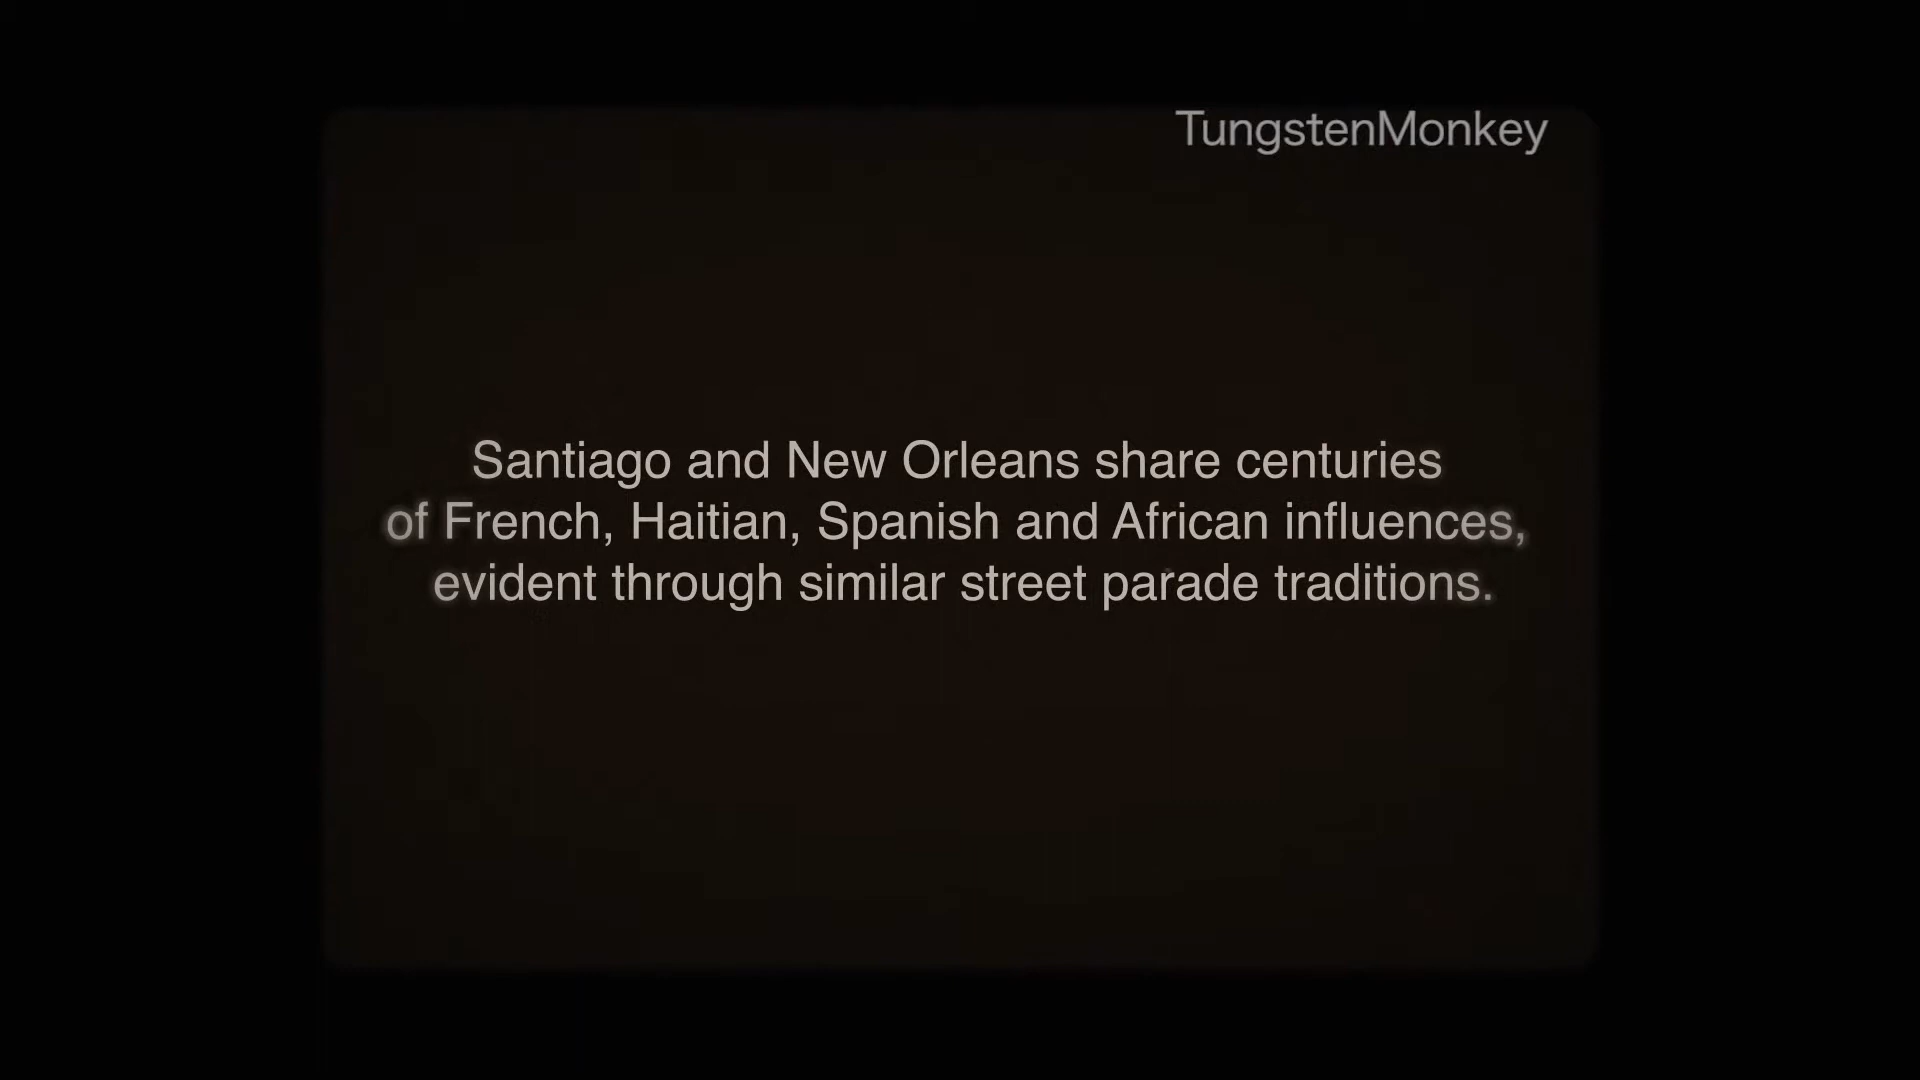 TungstenMonkey
Santiago and New Orleans share centuries
of French, Haitian, Spanish and African influences,
evident through similar street parade traditions.